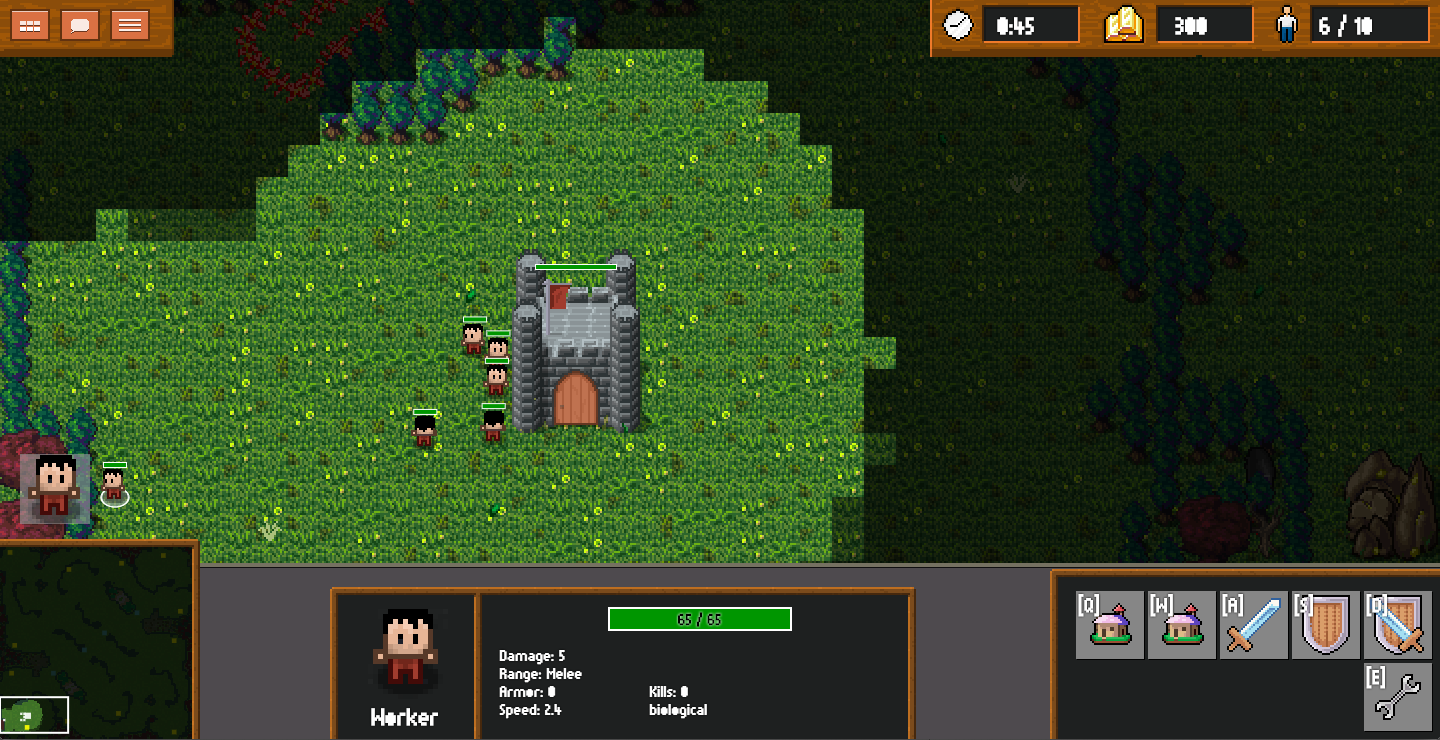 0:45
300
6 / 10
65 / 65
Damage: 5
Range: Melee
Armor: 0
Kills: 0
Speed: 2.4
biological
Worker
[Q]
[W]
[A]
[S]
[D]
[E]